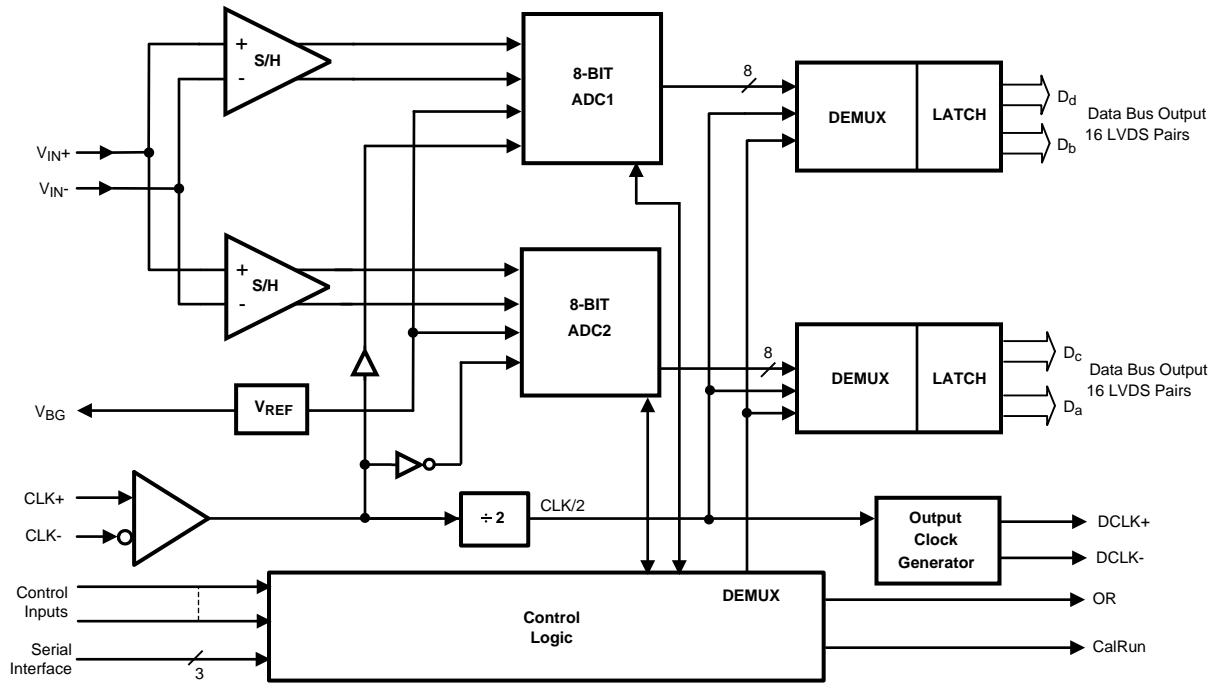 +
S/H
-
8-BIT
ADC1
8
DEMUX
LATCH
Dd
Db
Data Bus Output
16 LVDS Pairs
VIN+
VIN-
+
S/H
-
8-BIT
ADC2
8
DEMUX
LATCH
Dc
Da
Data Bus Output
16 LVDS Pairs
VBG
VREF
CLK+
CLK-
÷ 2
CLK/2
Output
Clock
Generator
DCLK+
DCLK-
Control
Inputs
Serial
Interface
3
Control
Logic
DEMUX
OR
CalRun